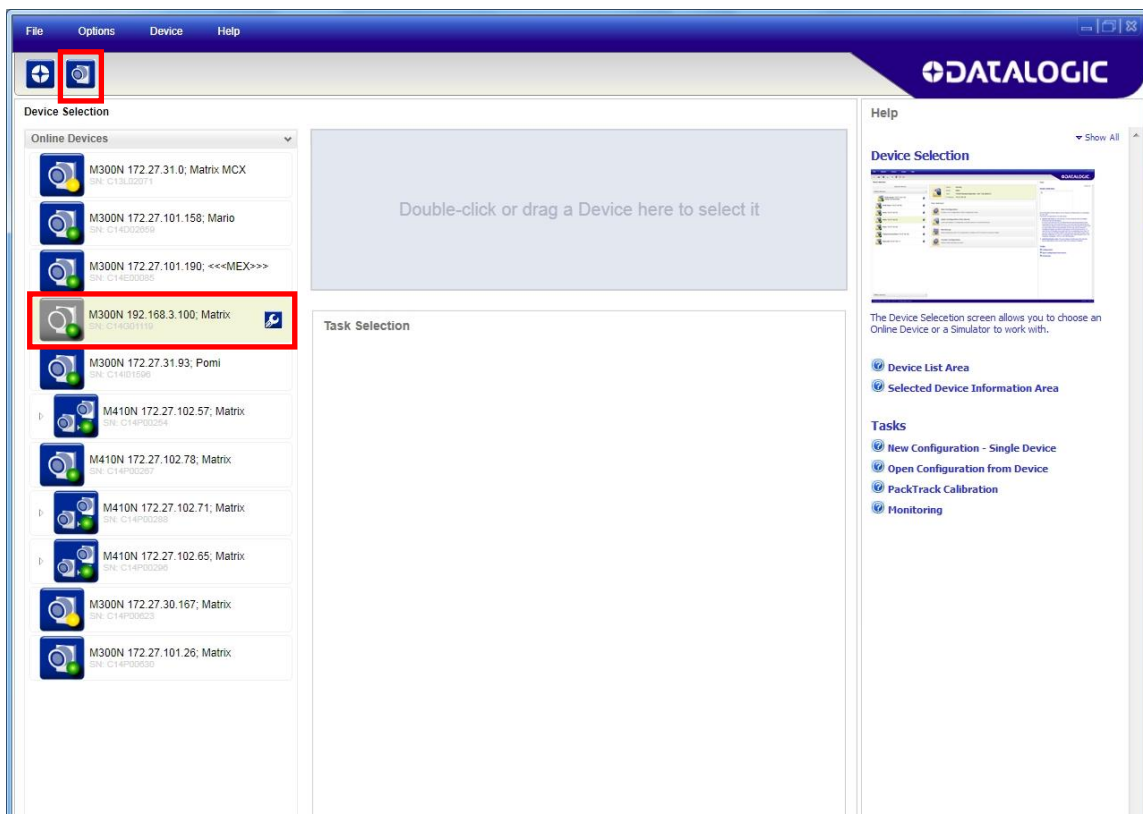 File Options Device Help
DATALOGIC
Device Selection
Online Devices
M300N 172.27.31.0; Matrix MCX
SN: C13L02071
M300N 172.27.101.158; Mario
SN: C14D02659
M300N 172.27.101.190; <<<MEX>>>
SN: C14E00085
M300N 192.168.3.100; Matrix
SN: C14G01119
M300N 172.27.31.93; Pomi
SN: C14I01596
M410N 172.27.102.57; Matrix
SN: C14P00254
M410N 172.27.102.78; Matrix
SN: C14P00267
M410N 172.27.102.71; Matrix
SN: C14P00288
M410N 172.27.102.65; Matrix
SN: C14P00296
M300N 172.27.30.167; Matrix
SN: C14P00623
M300N 172.27.101.26; Matrix
SN: C14P00630
Double-click or drag a Device here to select it
Task Selection
Help
Show All
Device Selection
The Device Selecetion screen allows you to choose an
Online Device or a Simulator to work with.
Device List Area
Selected Device Information Area
Tasks
New Configuration - Single Device
Open Configuration from Device
PackTrack Calibration
Monitoring